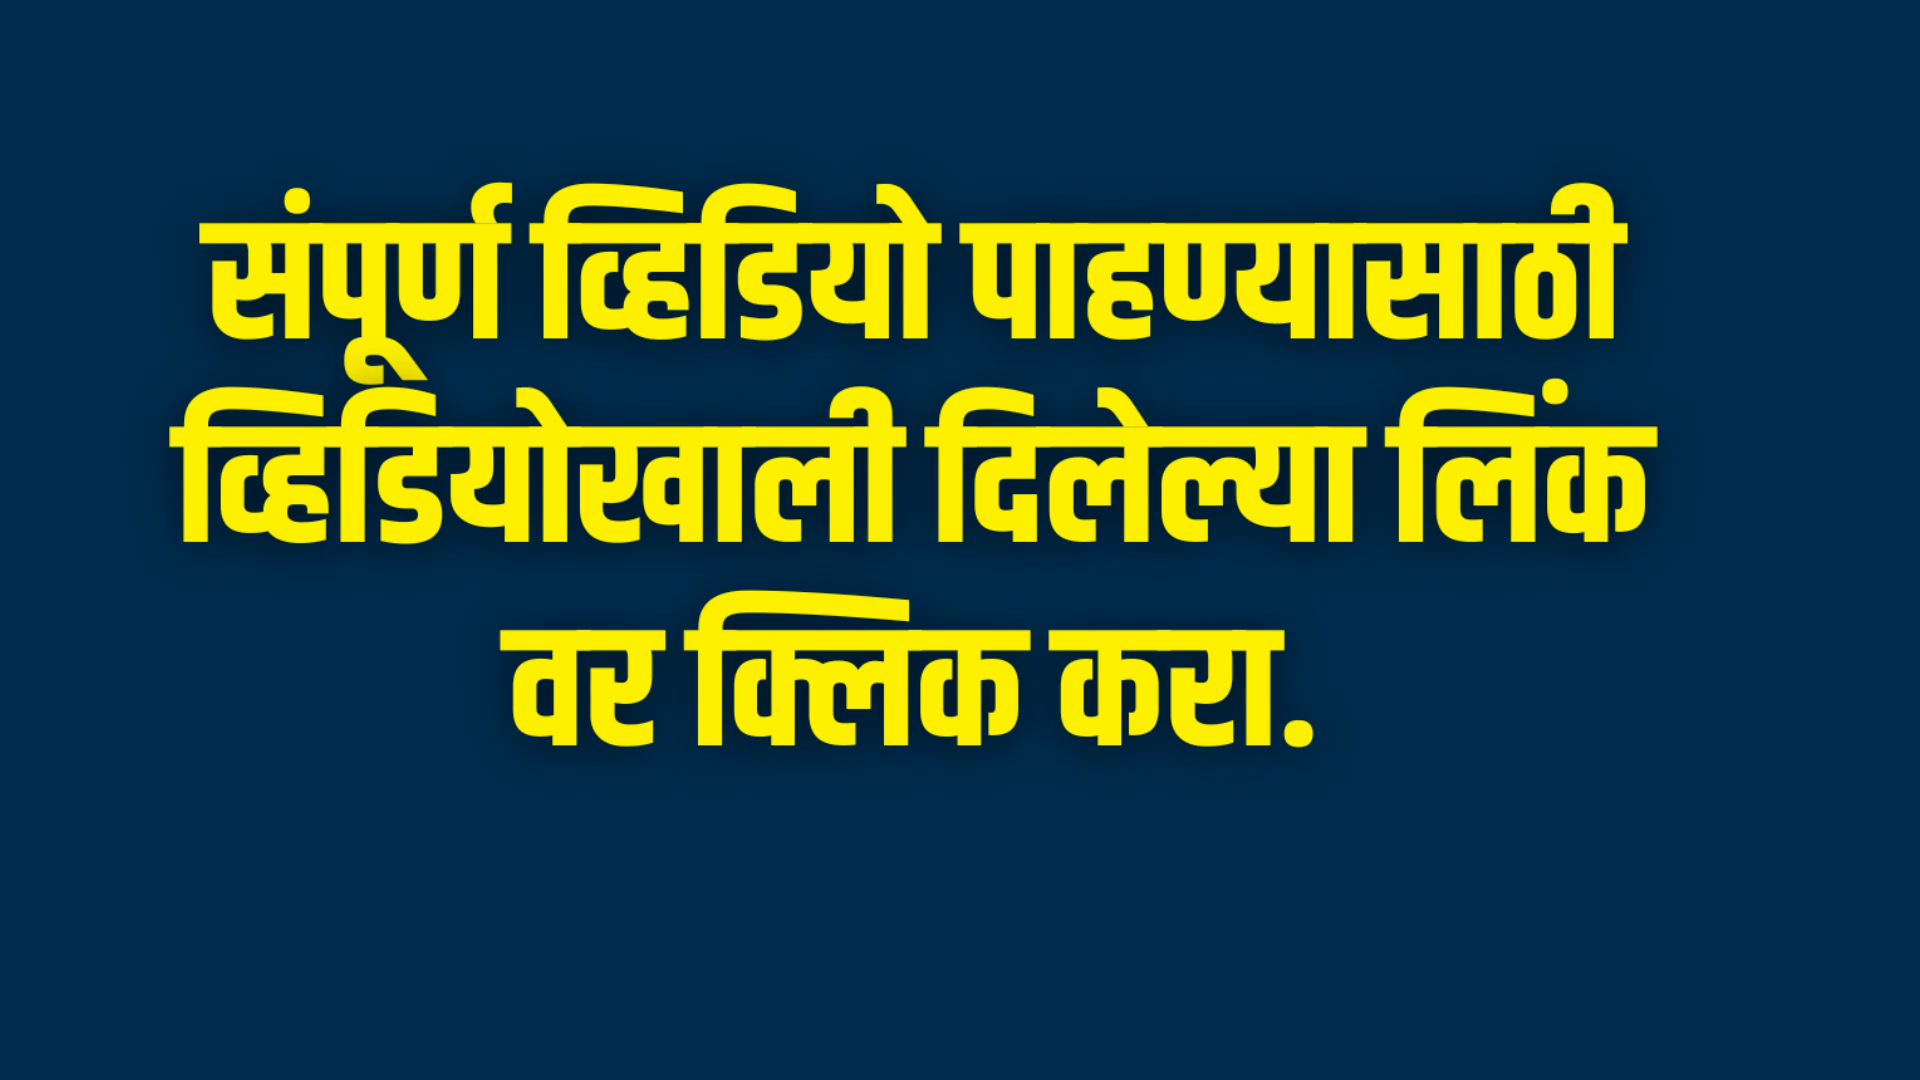 संपूर्ण व्हिडियो पाहण्यासाठी
व्हिडियोखाली दिलेल्या लिंक
वर क्लिक करा.